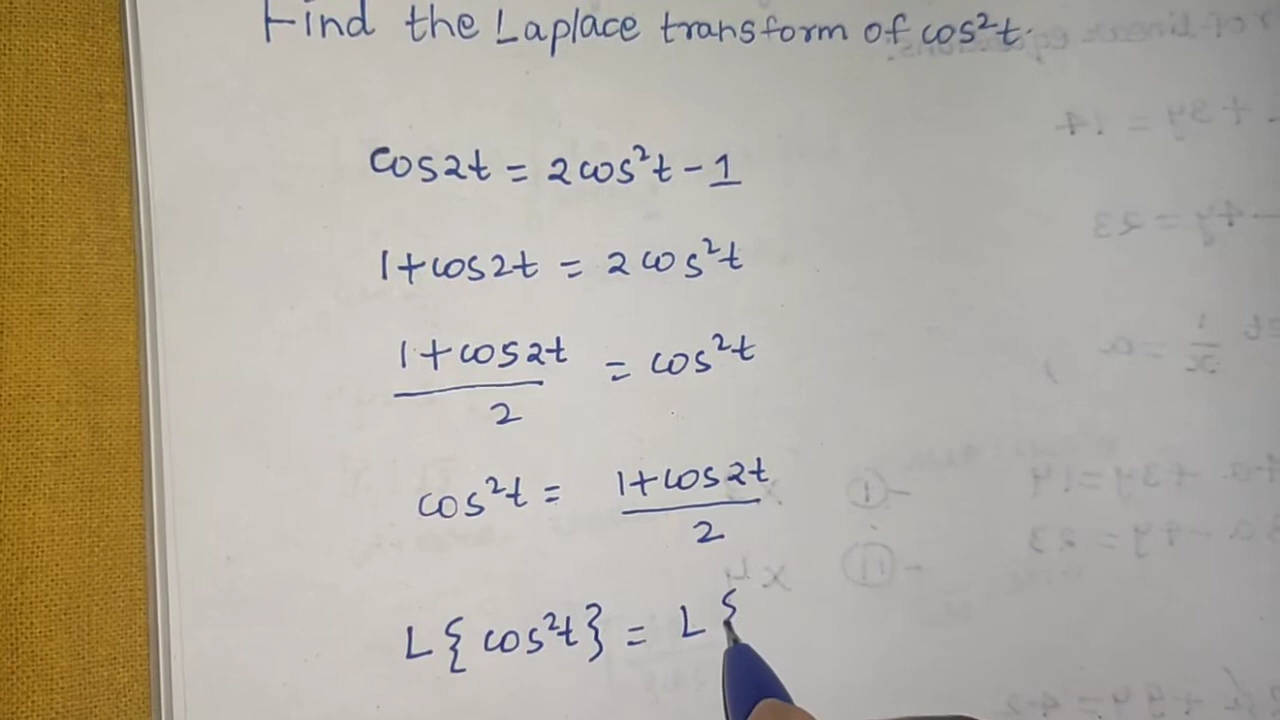 Find the Laplace transform of cos²t.
cos2t = 2cos²t - 1
1+cos2t = 2cos²t
1+cos2t
2
= cos²t
cos²t = 1+cos2t
2
L{cos²t} = L{